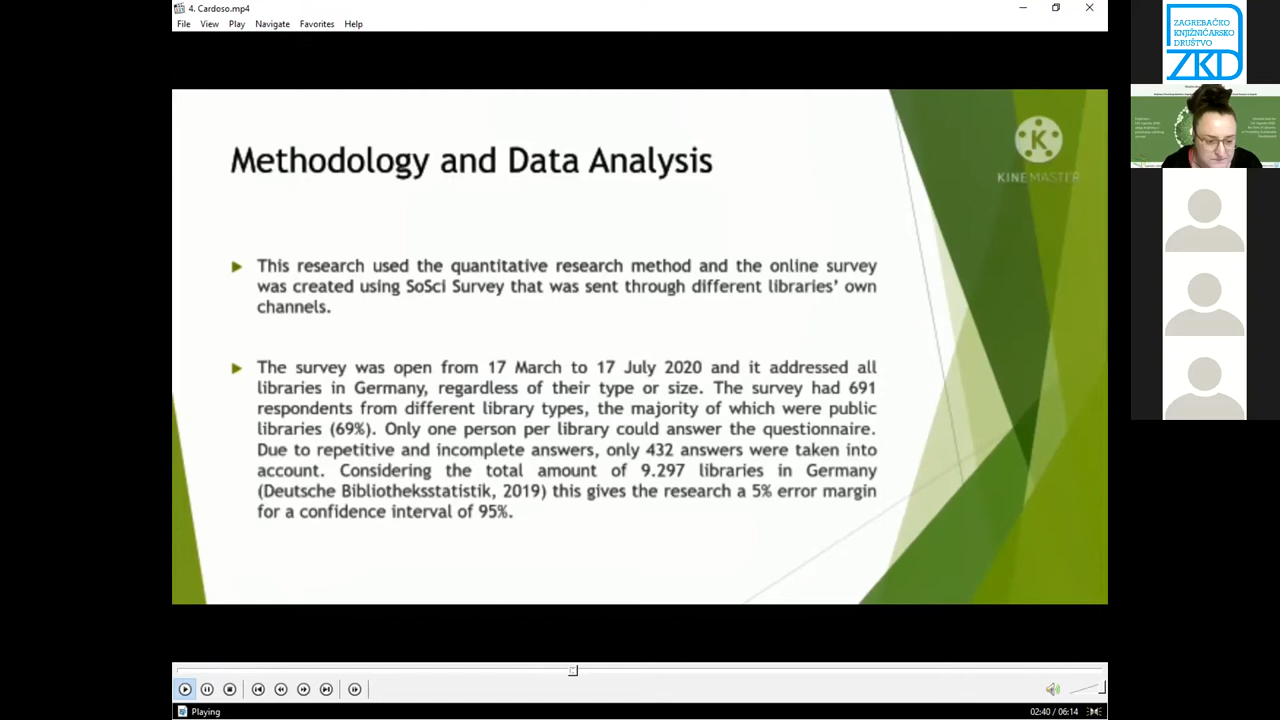 4. Cardoso.mp4
File View Play Navigate Favorites Help
ZAGREBAČKO
KNJIŽNIČARSKO
DRUŠTVO
ZKD
KINEMASTER
K
Methodology and Data Analysis
This research used the quantitative research method and the online survey
was created using SoSci Survey that was sent through different libraries’ own
channels.
The survey was open from 17 March to 17 July 2020 and it addressed all
libraries in Germany, regardless of their type or size. The survey had 691
respondents from different library types, the majority of which were public
libraries (69%). Only one person per library could answer the questionnaire.
Due to repetitive and incomplete answers, only 432 answers were taken into
account. Considering the total amount of 9.297 libraries in Germany
(Deutsche Bibliotheksstatistik, 2019) this gives the research a 5% error margin
for a confidence interval of 95%.
Playing
02:40 / 06:14